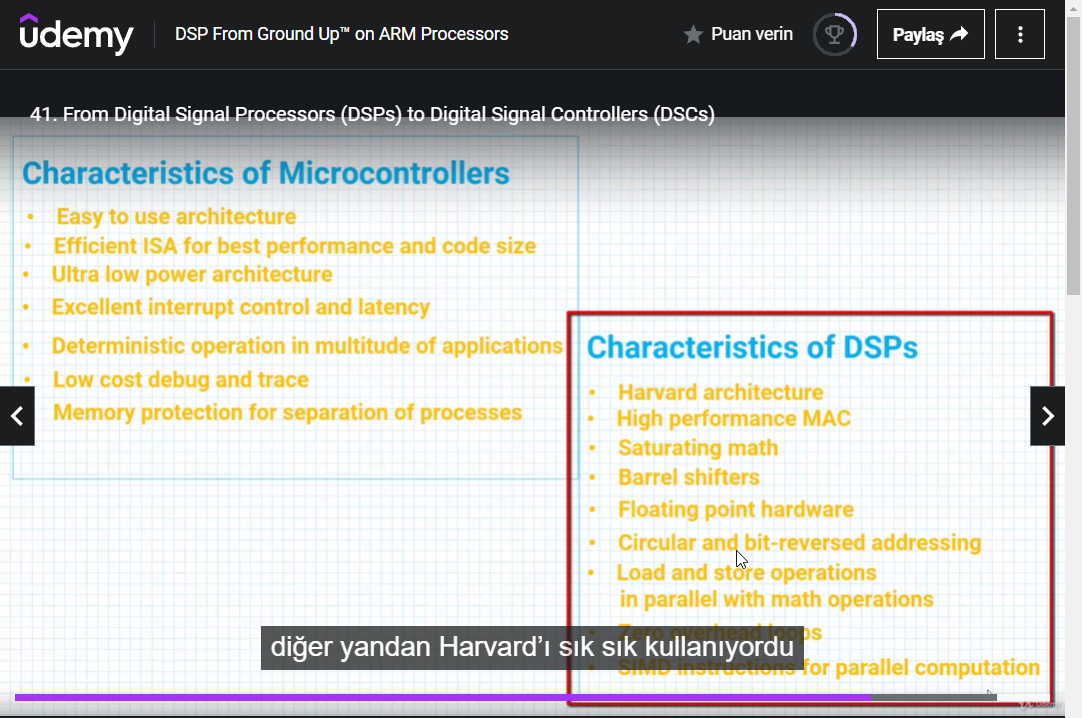 ûdemy
DSP From Ground Up™ on ARM Processors
Puan verin
Paylaş
41. From Digital Signal Processors (DSPs) to Digital Signal Controllers (DSCs)
Characteristics of Microcontrollers
• Easy to use architecture
• Efficient ISA for best performance and code size
• Ultra low power architecture
• Excellent interrupt control and latency
• Deterministic operation in multitude of applications
• Low cost debug and trace
Memory protection for separation of processes
Characteristics of DSPs
• Harvard architecture
• High performance MAC
• Saturating math
• Barrel shifters
• Floating point hardware
• Circular and bit-reversed addressing
• Load and store operations
in parallel with math operations
• Zero overhead loops
• SIMD instructions for parallel computation
diğer yandan Harvard’ı sık sık kullanıyordu